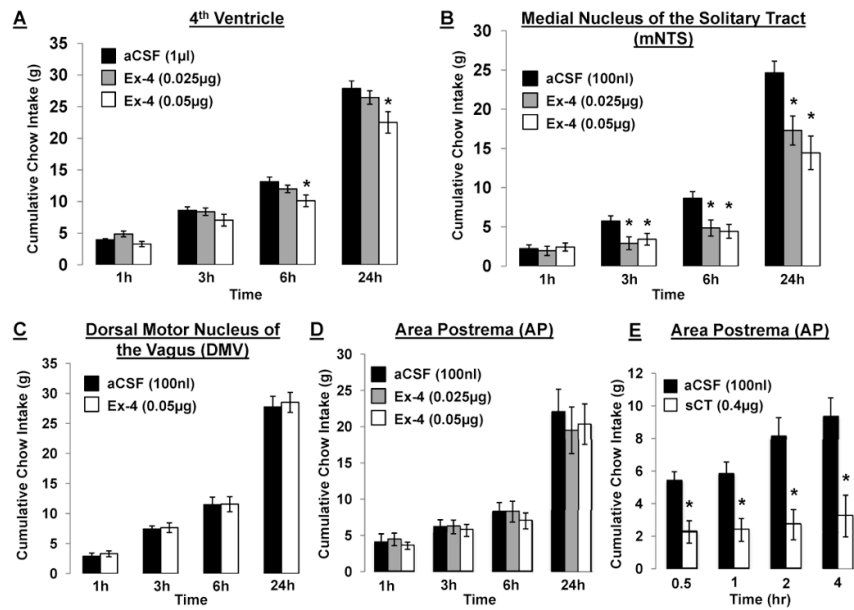 A
4th Ventricle
Cumulative Chow Intake (g)
35
30
25
20
15
10
5
0
aCSF (1µl)
Ex-4 (0.025µg)
Ex-4 (0.05µg)
*
*
1h 3h 6h 24h
Time
B
Medial Nucleus of the Solitary Tract
(mNTS)
Cumulative Chow Intake (g)
30
25
20
15
10
5
0
aCSF (100nl)
Ex-4 (0.025µg)
Ex-4 (0.05µg)
* *
* *
* *
1h 3h 6h 24h
Time
C
Dorsal Motor Nucleus of
the Vagus (DMV)
Cumulative Chow Intake (g)
35
30
25
20
15
10
5
0
aCSF (100nl)
Ex-4 (0.05µg)
1h 3h 6h 24h
Time
D
Area Postrema (AP)
Cumulative Chow Intake (g)
30
25
20
15
10
5
0
aCSF (100nl)
Ex-4 (0.025µg)
Ex-4 (0.05µg)
1h 3h 6h 24h
Time
E
Area Postrema (AP)
Cumulative Chow Intake (g)
12
10
8
6
4
2
0
aCSF (100nl)
sCT (0.4µg)
* * * *
0.5 1 2 4
Time (hr)